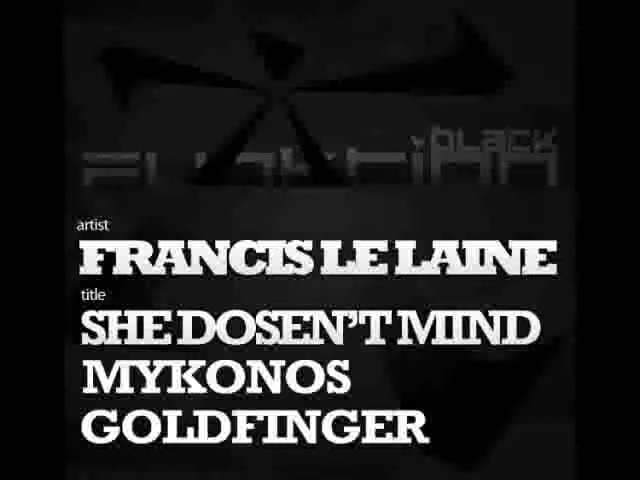 black
artist
FRANCIS LE LAINE
title
SHE DOSEN'T MIND
MYKONOS
GOLDFINGER